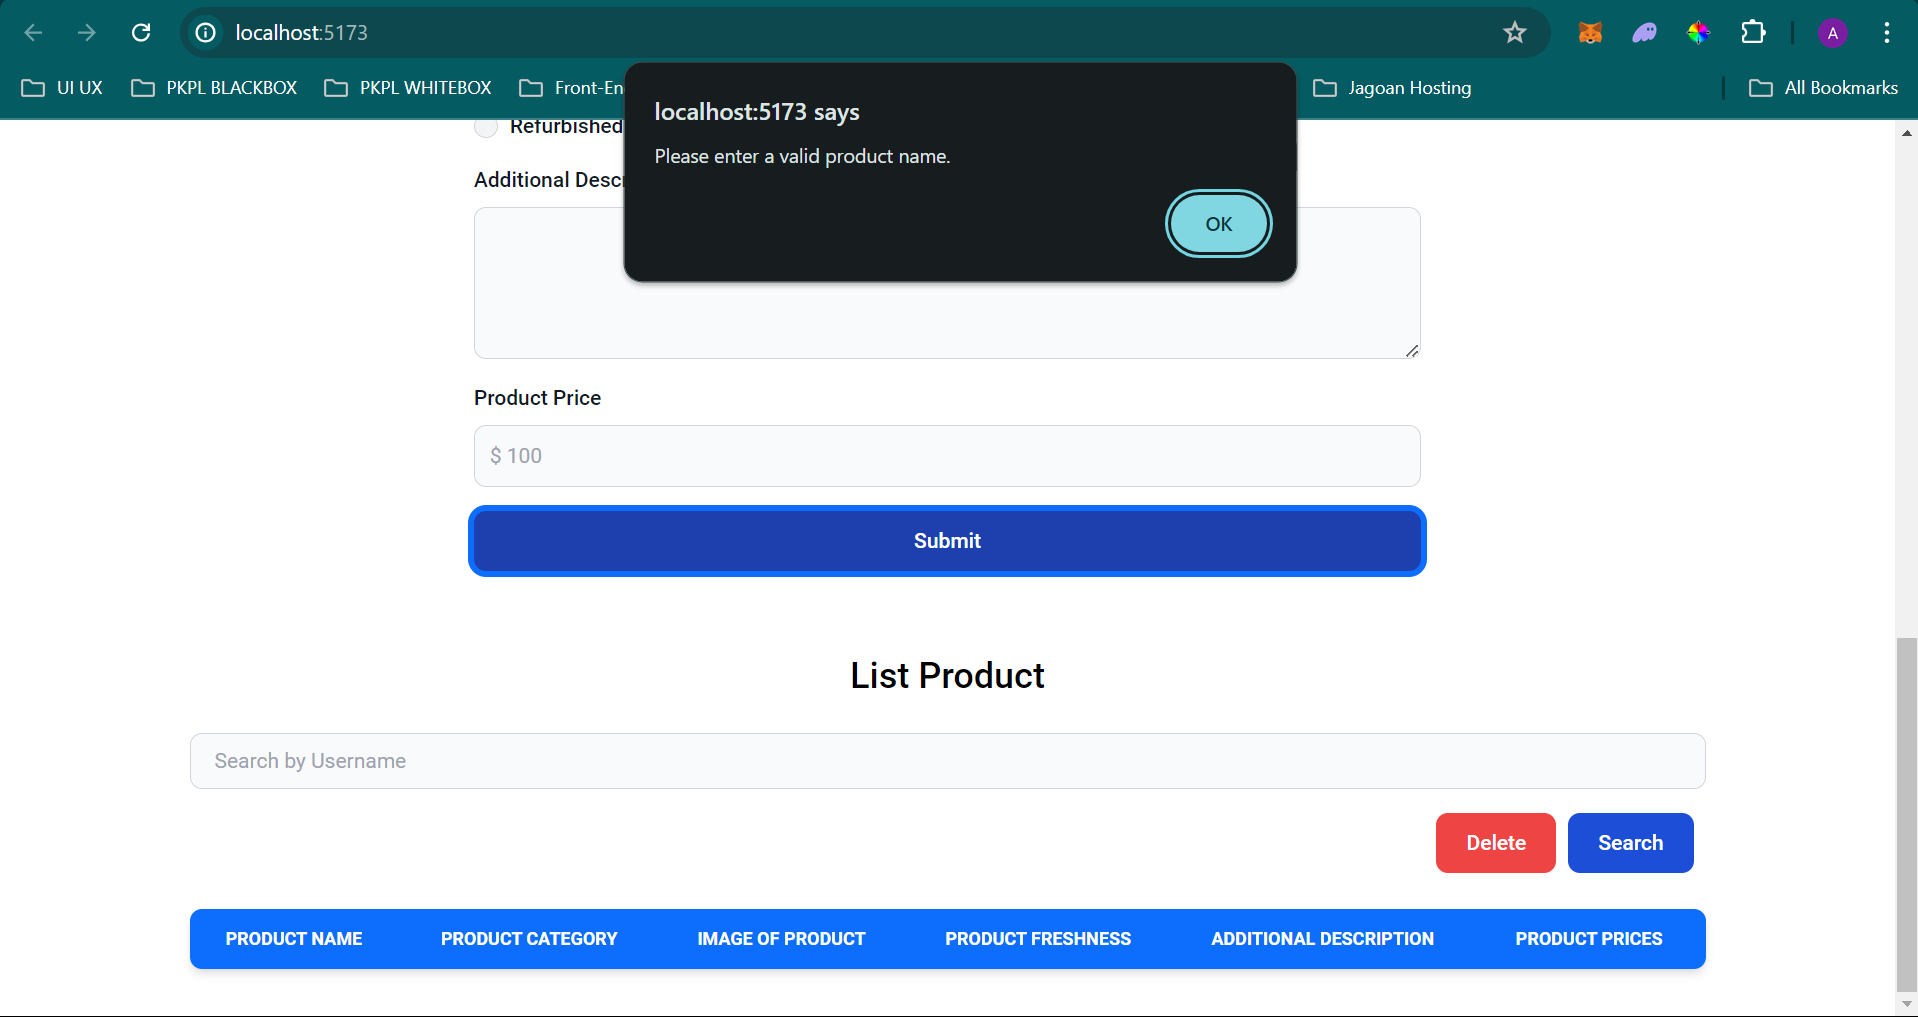 localhost:5173
A
UI UX
PKPL BLACKBOX
PKPL WHITEBOX
Front-En
Jagoan Hosting
All Bookmarks
localhost:5173 says
Please enter a valid product name.
OK
Refurbished
Additional Descr
Product Price
$ 100
Submit
List Product
Search by Username
Delete
Search
PRODUCT NAME PRODUCT CATEGORY IMAGE OF PRODUCT PRODUCT FRESHNESS ADDITIONAL DESCRIPTION PRODUCT PRICES